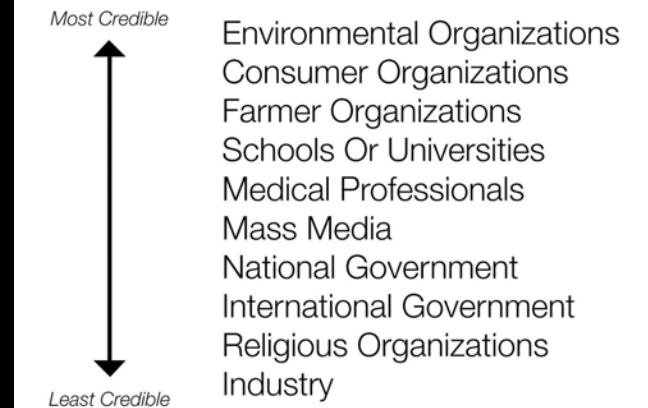 Most Credible
Environmental Organizations
Consumer Organizations
Farmer Organizations
Schools Or Universities
Medical Professionals
Mass Media
National Government
International Government
Religious Organizations
Industry
Least Credible